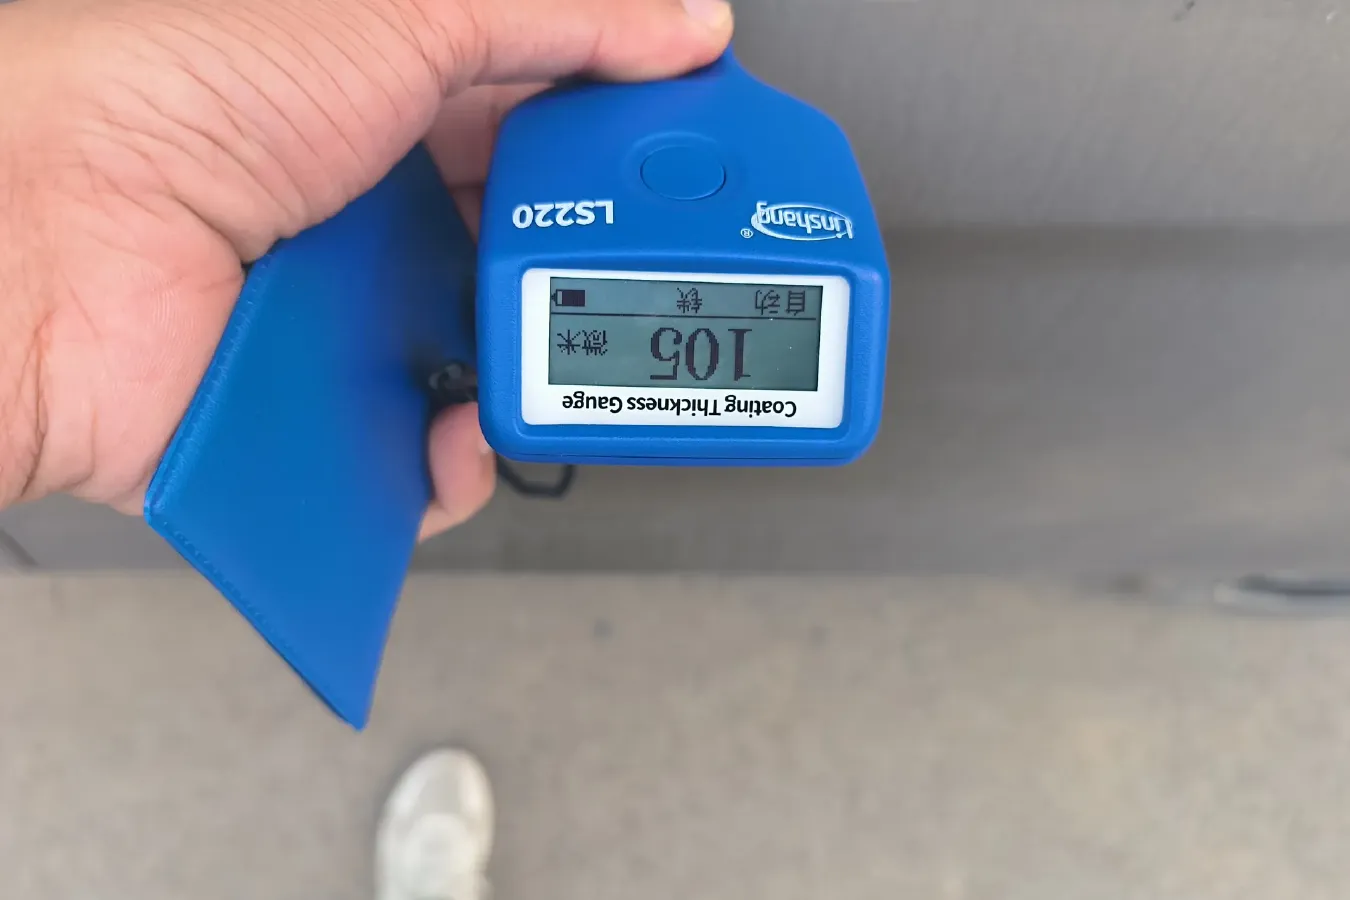 Coating Thickness Gauge
105 微米
自动 铁
Linshang® LS220